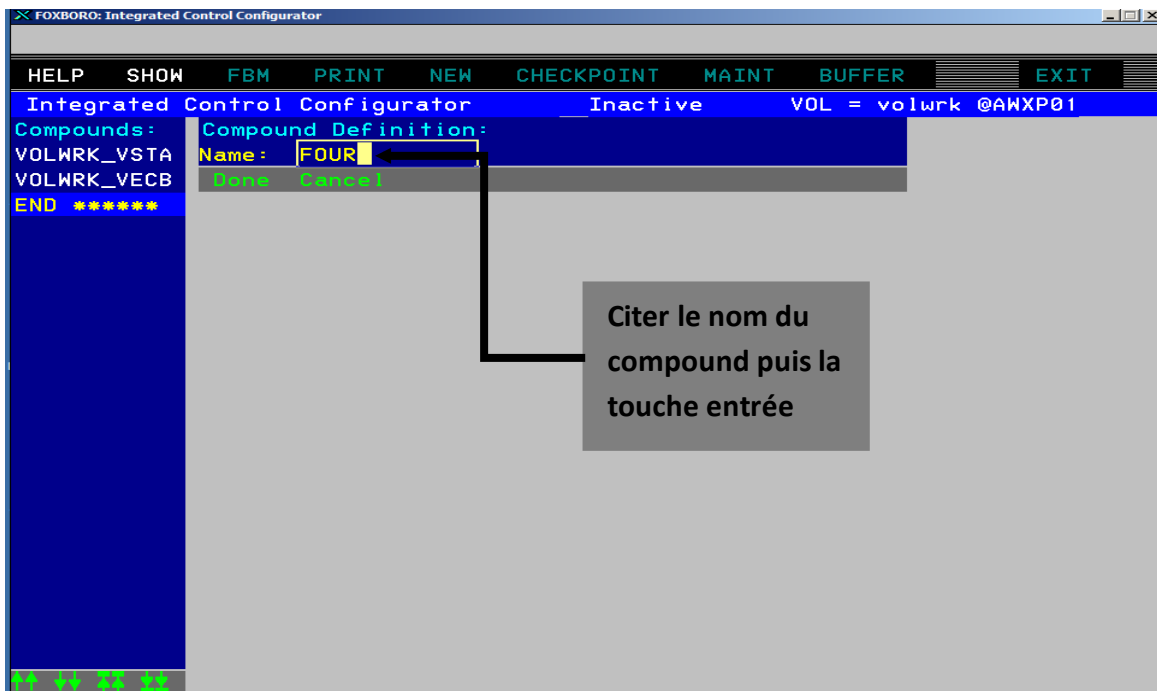 FOXBORO: Integrated Control Configurator
HELP SHOW FBM PRINT NEW CHECKPOINT MAINT BUFFER EXIT
Integrated Control Configurator __Inactive VOL = volwrk @AWXP01
Compounds: Compound Definition:
VOLWRK_VSTA Name: FOUR
VOLWRK_VECB Done Cancel
END ******
Citer le nom du
compound puis la
touche entrée